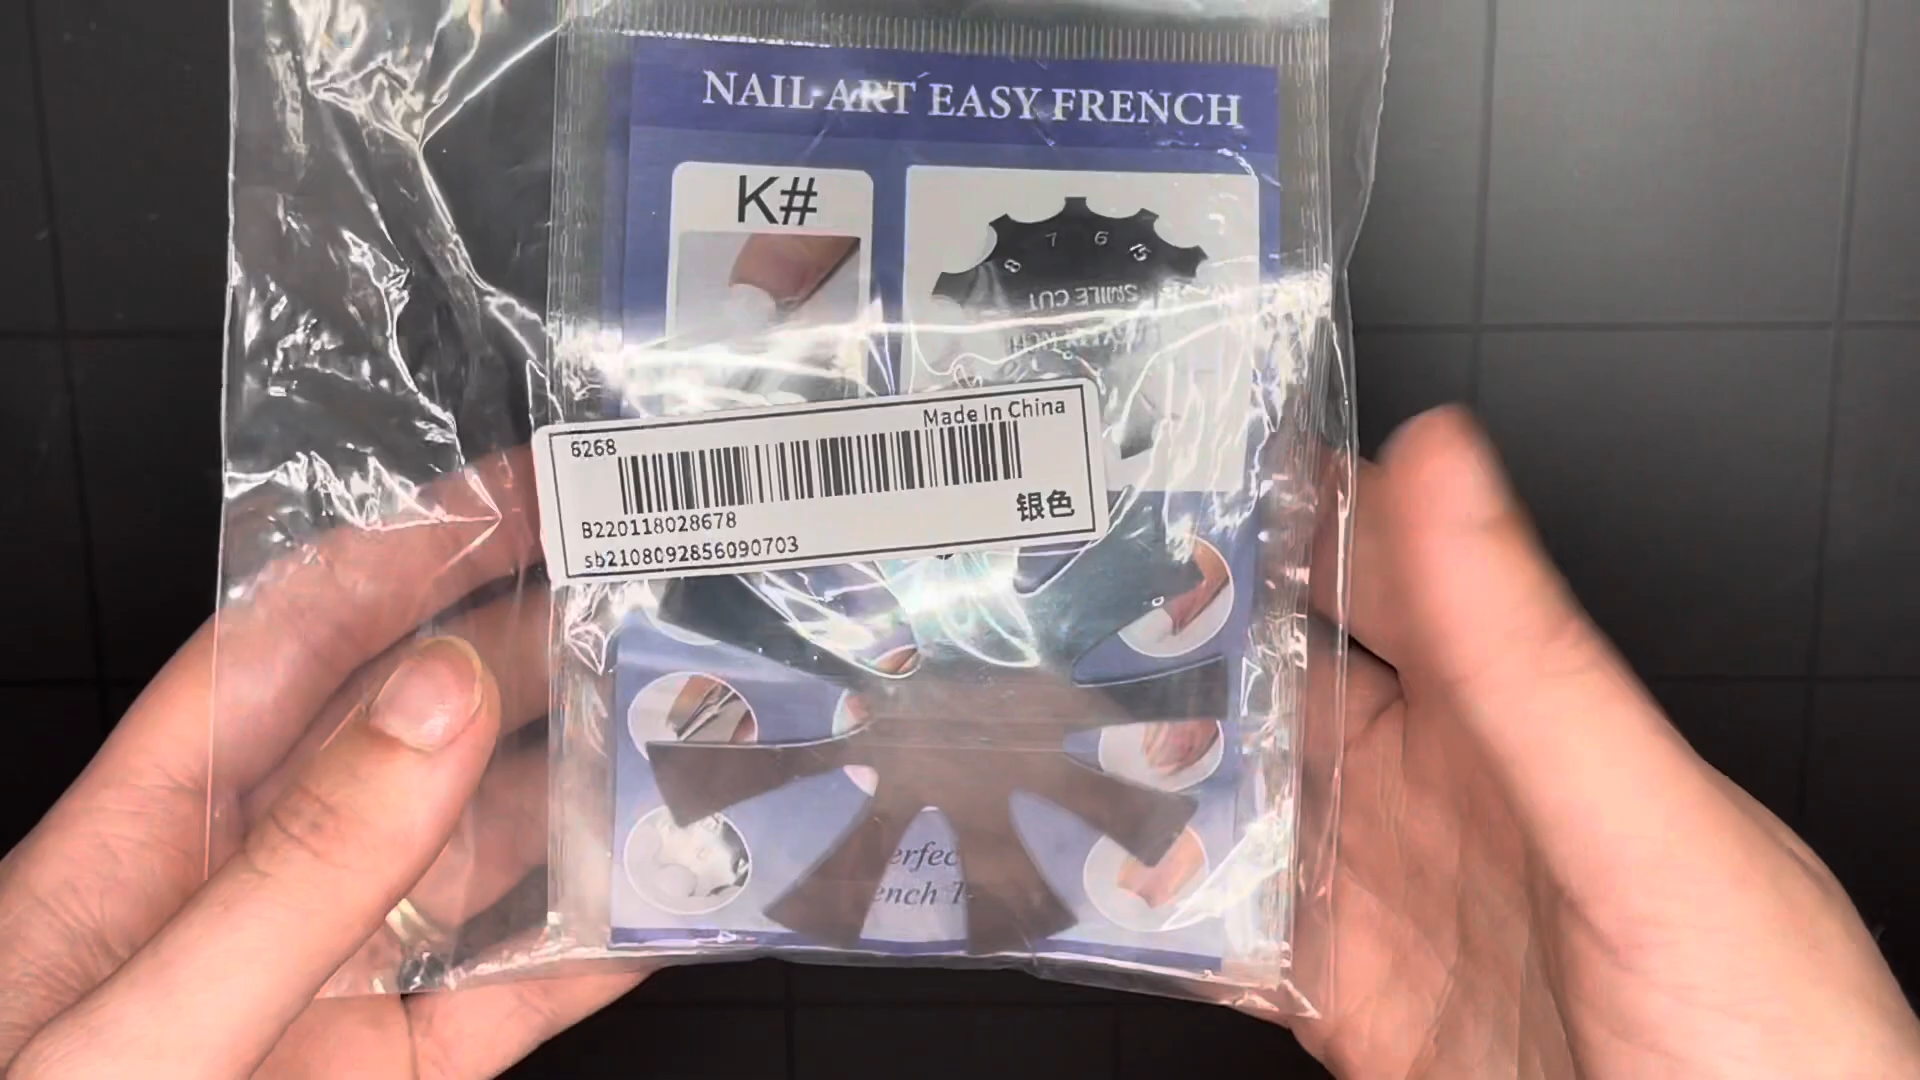 NAIL ART EASY FRENCH
K#
8 7 6 5
SMILE CUT
Made In China
6268
B220118028678
银色
sb2108092856090703